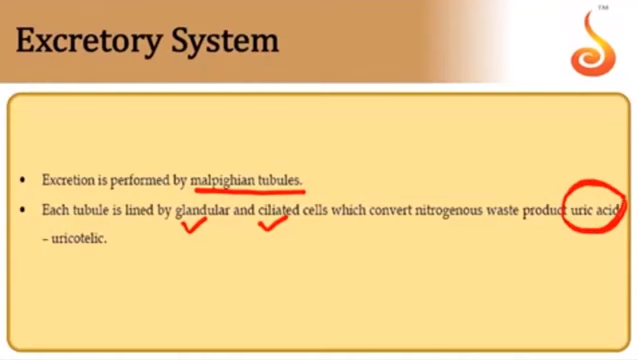 Excretory System
TM
• Excretion is performed by malpighian tubules.
• Each tubule is lined by glandular and ciliated cells which convert nitrogenous waste product uric acid
– uricotelic.